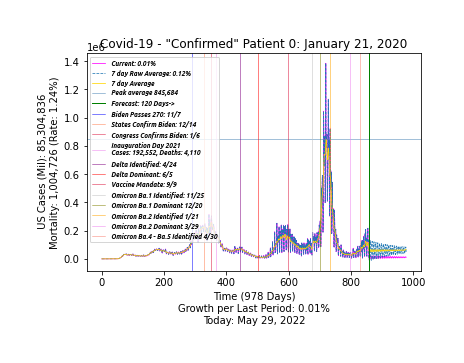 Covid-19 - "Confirmed" Patient 0: January 21, 2020
1e6
1.4
1.2
1.0
0.8
0.6
0.4
0.2
0.0
US Cases (Mil): 85,304,836
Mortality: 1,004,726 (Rate: 1.24%)
Current: 0.01%
7 day Raw Average: 0.12%
7 day Average
Peak average 845,684
Forecast: 120 Days->
Biden Passes 270: 11/7
States Confirm Biden: 12/14
Congress Confirms Biden: 1/6
Inauguration Day 2021
Cases: 192,552, Deaths: 4,110
Delta Identified: 4/24
Delta Dominant: 6/5
Vaccine Mandate: 9/9
Omicron Ba.1 Identified: 11/25
Omicron Ba.1 Dominant 12/20
Omicron Ba.2 Identified 1/21
Omicron Ba.2 Dominant 3/29
Omicron Ba.4 - Ba.5 Identified 4/30
0
200
400
600
800
1000
Time (978 Days)
Growth per Last Period: 0.01%
Today: May 29, 2022